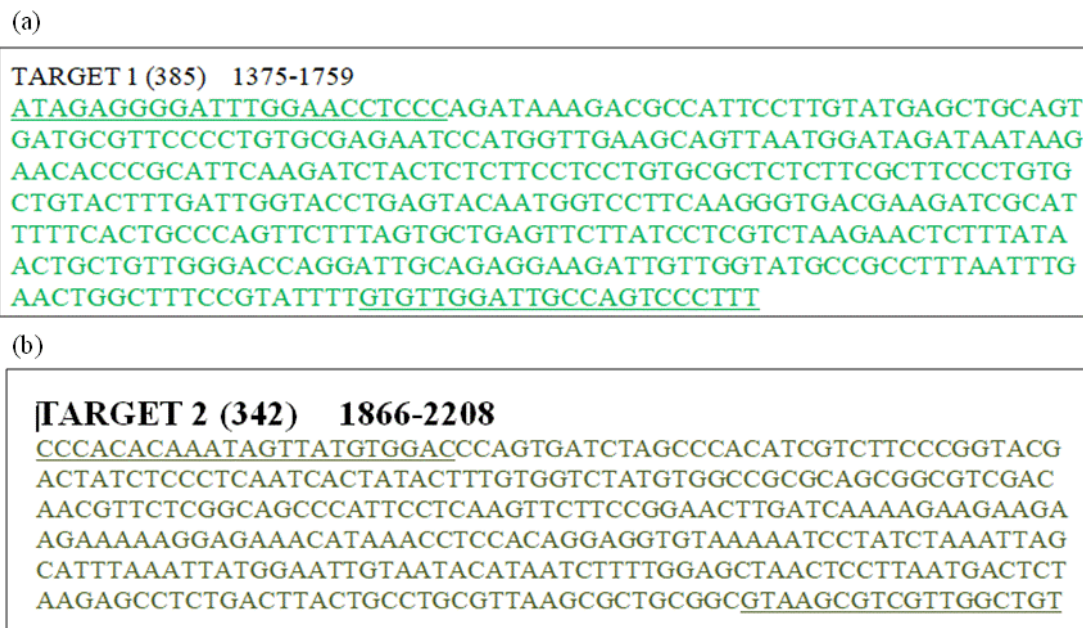 (a)
TARGET 1 (385) 1375-1759
ATAGAGGGGATTTGGAACCTCCCAGATAAAGACGCCATTCCTTGTATGAGCTGCAGT
GATGCGTTCCCCTGTGCGAGAATCCATGGTTGAAGCAGTTAATGGATAGATAATAAG
AACACCCGCATTCAAGATCTACTCTCTTCCTCCTGTGCGCTCTCTTCGCTTCCCTGTG
CTGTACTTTGATTGGTACCTGAGTACAATGGTCCTTCAAGGGTGACGAAGATCGCAT
TTTTCACTGCCCAGTTCTTTAGTGCTGAGTTCTTATCCTCGTCTAAGAACTCTTTATA
ACTGCTGTTGGGACCAGGATTGCAGAGGAAGATTGTTGGTATGCCGCCTTTAATTTG
AACTGGCTTTCCGTATTTTGTGTTGGATTGCCAGTCCCTTT
(b)
TARGET 2 (342) 1866-2208
CCCACACAAATAGTTATGTGGACCCAGTGATCTAGCCCACATCGTCTTCCCGGTACG
ACTATCTCCCTCAATCACTATACTTTGTGGTCTATGTGGCCGCGCAGCGGCGTCGAC
AACGTTCTCGGCAGCCCATTCCTCAAGTTCTTCCGGAACTTGATCAAAAGAAGAAGA
AGAAAAAGGAGAAACATAAACCTCCACAGGAGGTGTAAAAATCCTATCTAAATTAG
CATTTAAATTATGGAATTGTAATACATAATCTTTTGGAGCTAACTCCTTAATGACTCT
AAGAGCCTCTGACTTACTGCCTGCGTTAAGCGCTGCGGCGTAAGCGTCGTTGGCTGT